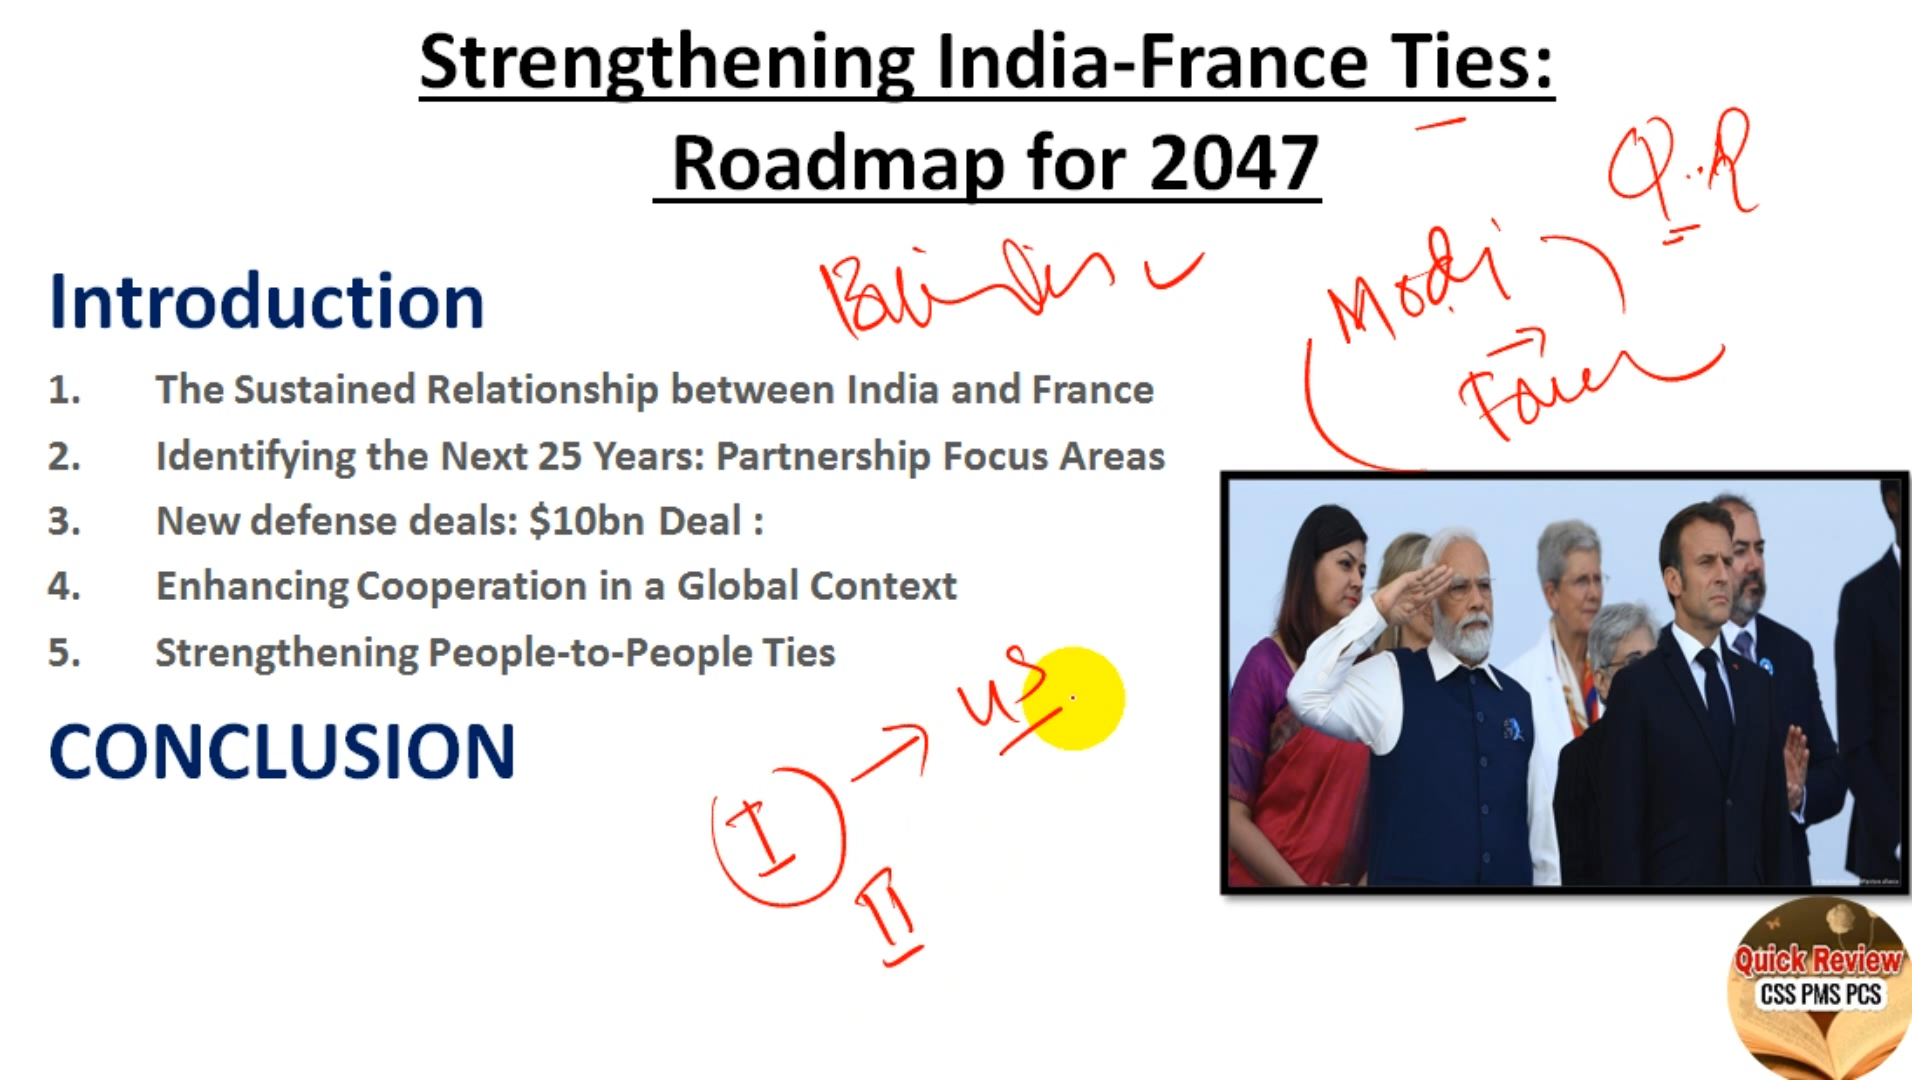 Strengthening India-France Ties:
Roadmap for 2047
Q..R
Modi
Introduction
1. The Sustained Relationship between India and France
2. Identifying the Next 25 Years: Partnership Focus Areas
3. New defense deals: $10bn Deal :
4. Enhancing Cooperation in a Global Context
5. Strengthening People-to-People Ties
US
CONCLUSION
I
II
Quick Review
CSS PMS PCS